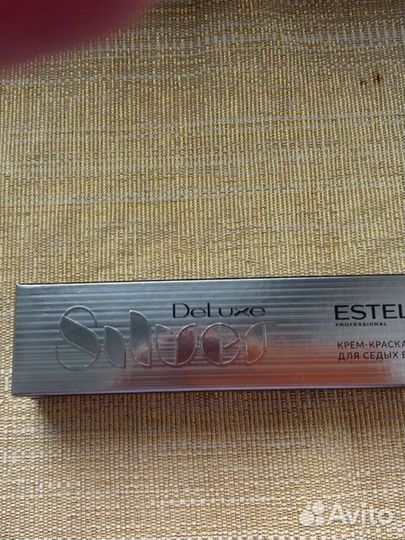 DeLuxe
Silver
ESTEL
PROFESSIONAL
КРЕМ-КРАСКА
ДЛЯ СЕДЫХ В
Avito